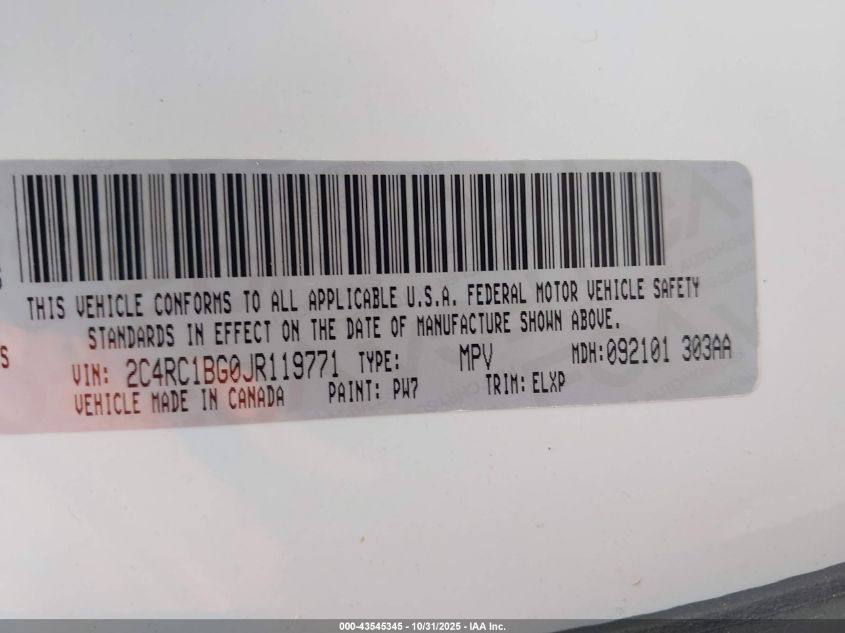 THIS VEHICLE CONFORMS TO ALL APPLICABLE U.S.A. FEDERAL MOTOR VEHICLE SAFETY
STANDARDS IN EFFECT ON THE DATE OF MANUFACTURE SHOWN ABOVE.
S
VIN: 2C4RC1BG0JR119771 TYPE: MPV MDH:092101 303AA
VEHICLE MADE IN CANADA PAINT: PW7 TRIM: ELXP
000-43545345 - 10/31/2025 - IAA Inc.